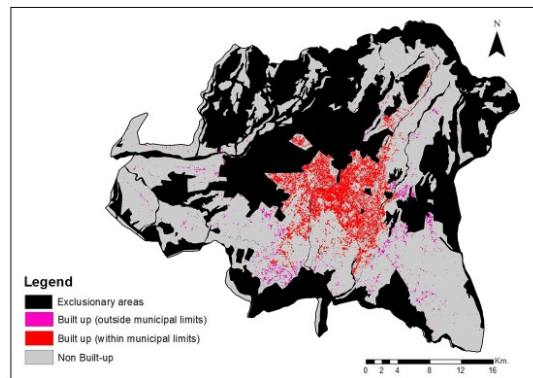 N
Legend
Exclusionary areas
Built up (outside municipal limits)
Built up (within municipal limits)
Non Built-up
Km.
0 2 4 8 12 16